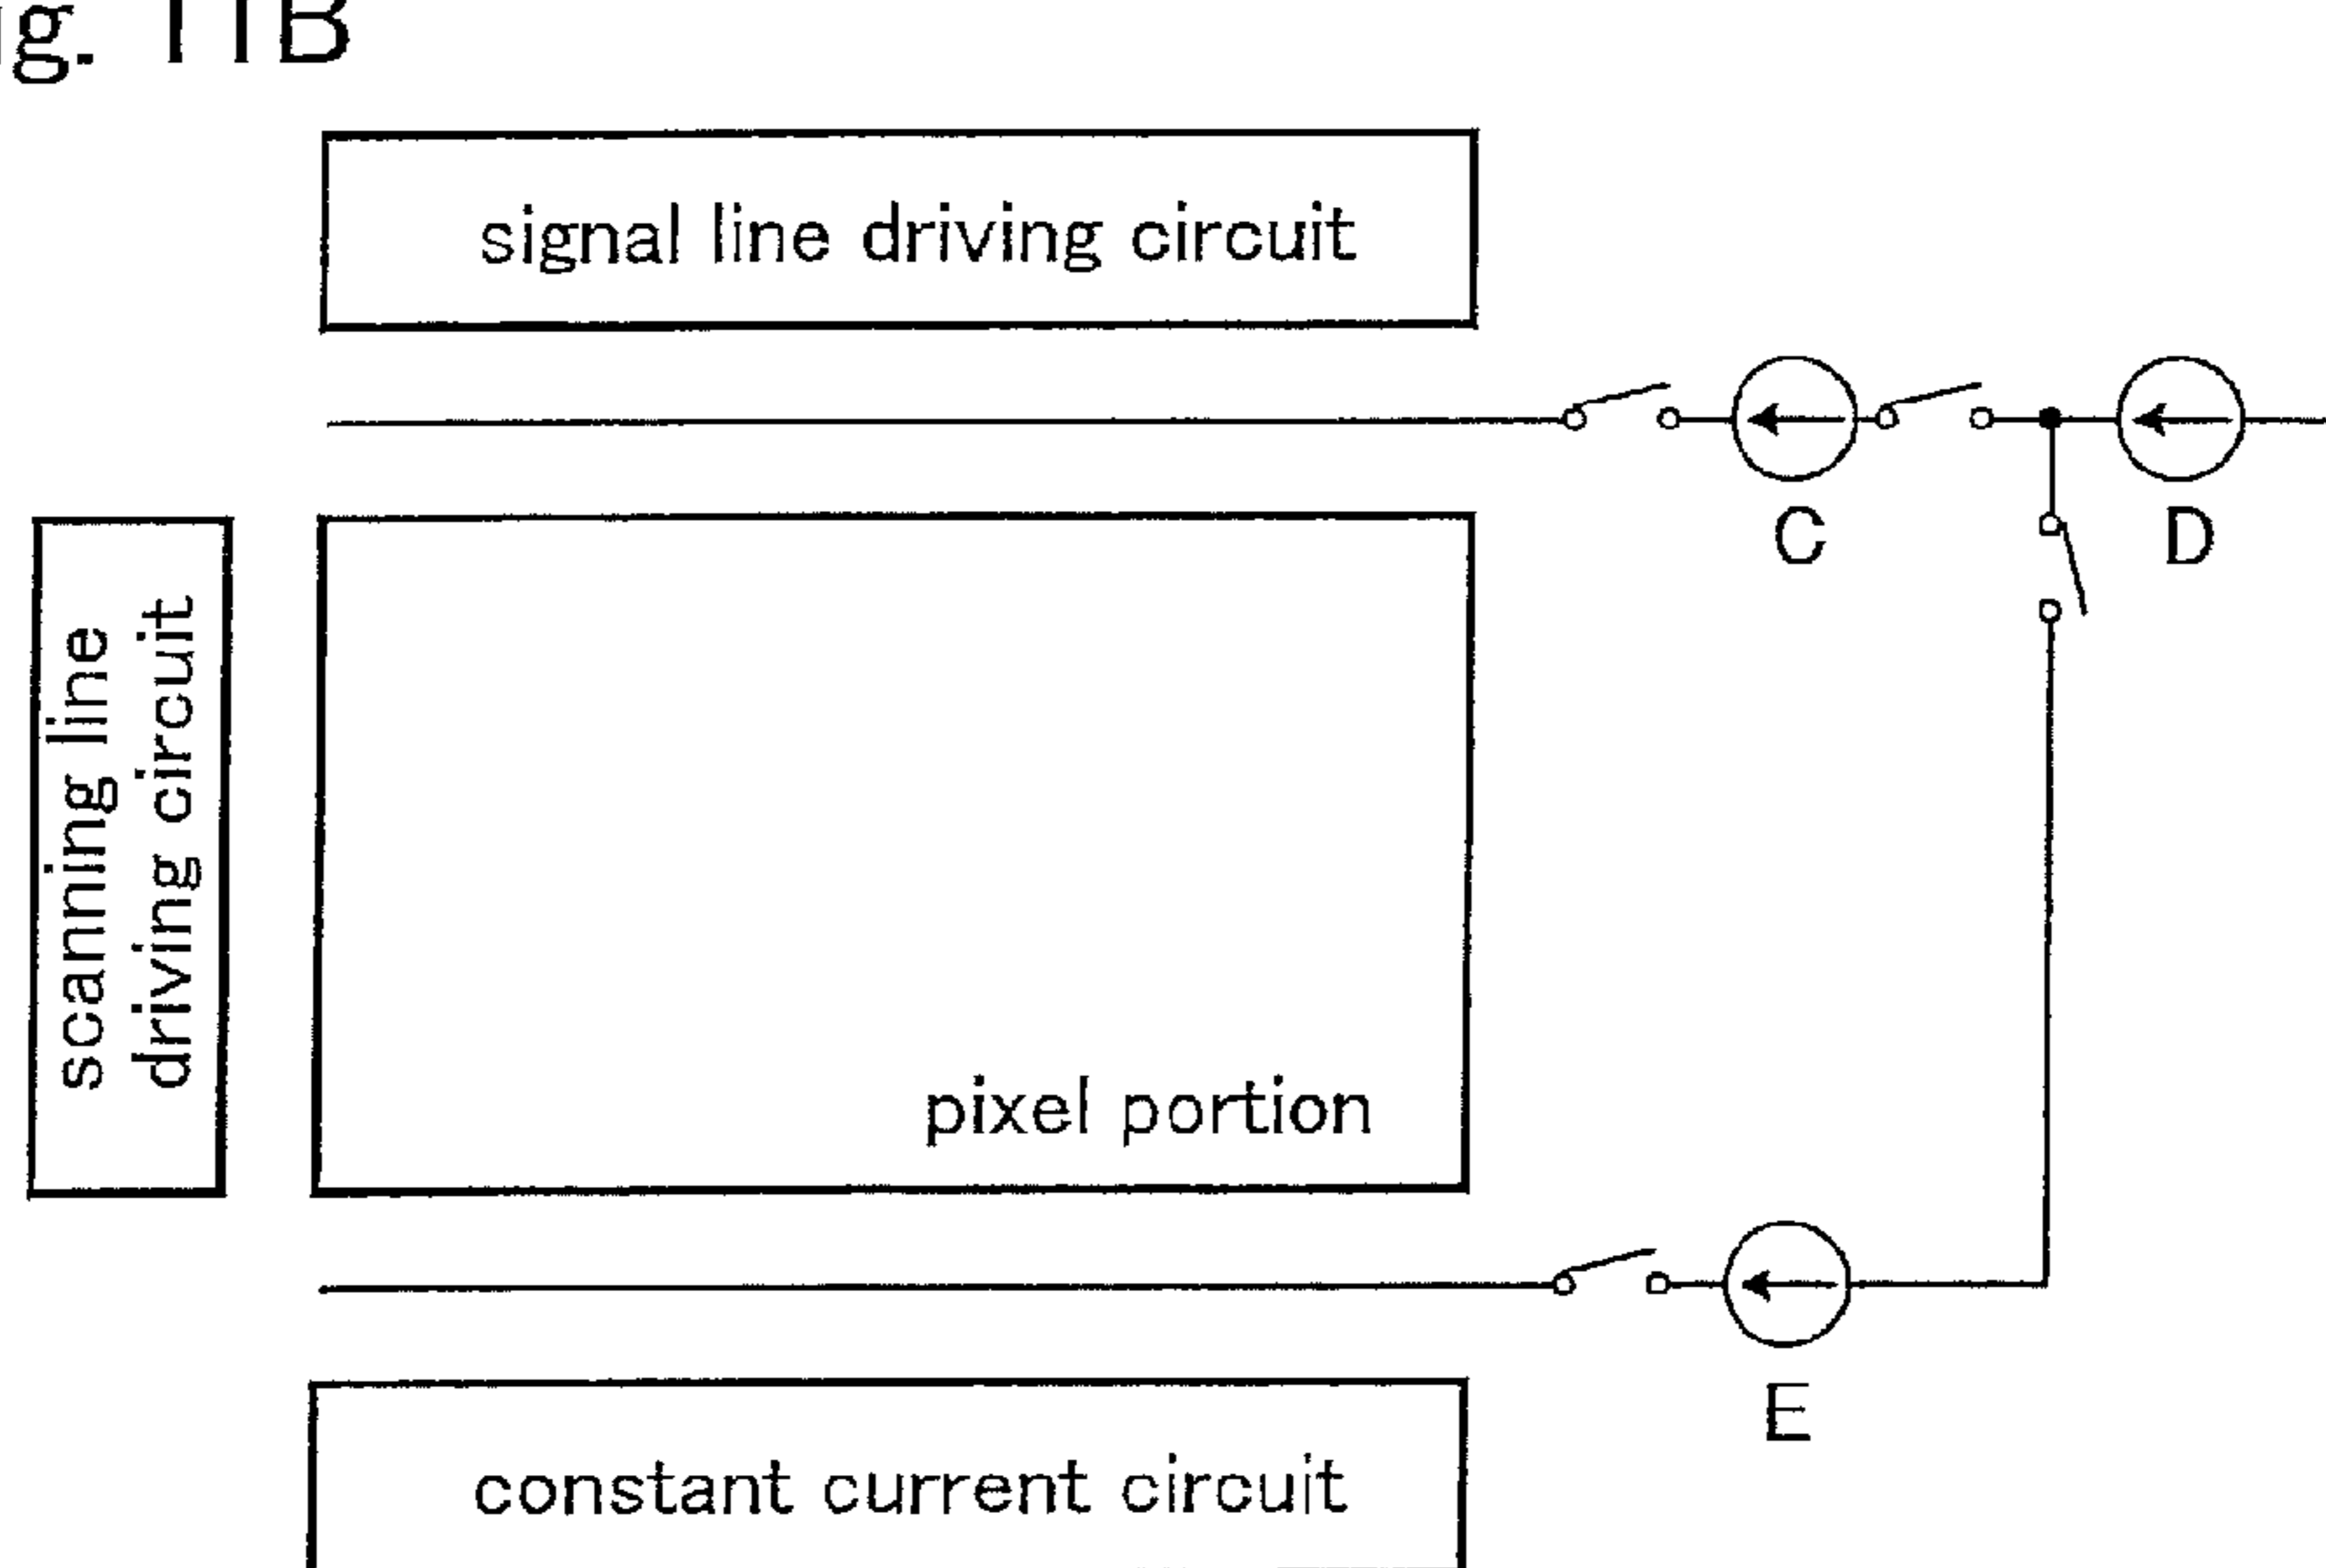 g. 11B
signal line driving circuit
C
D
scanning line
driving circuit
pixel portion
E
constant current circuit